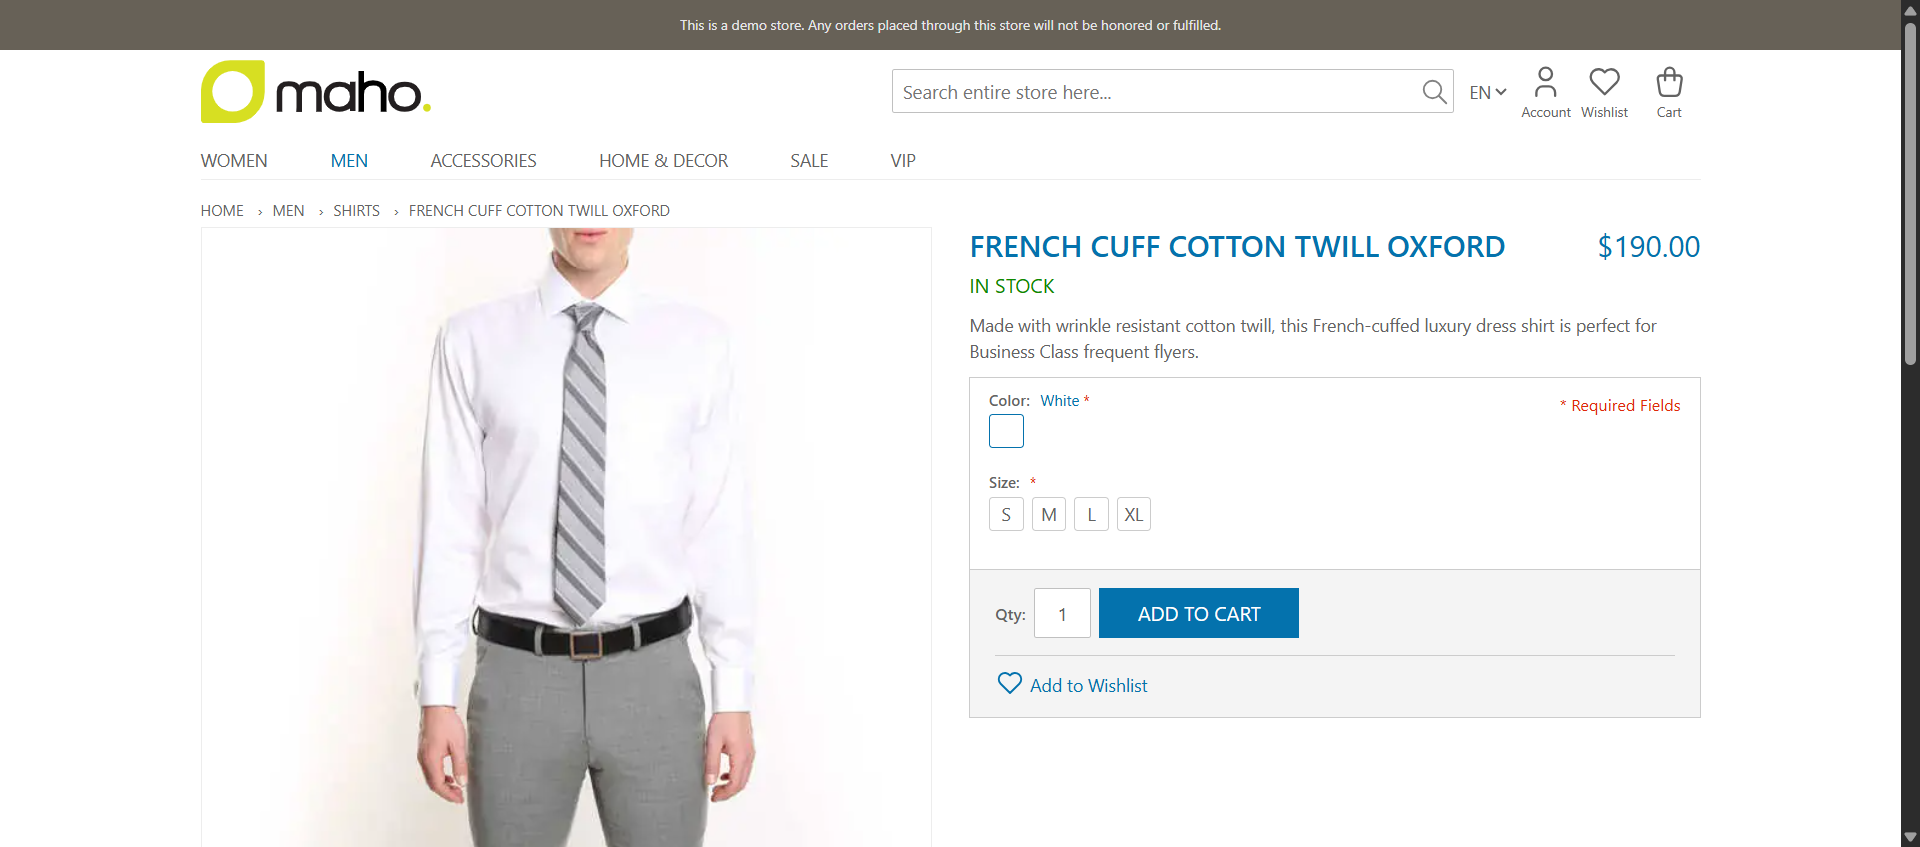 This is a demo store. Any orders placed through this store will not be honored or fulfilled.
maho.
Search entire store here...
EN
Account
Wishlist
Cart
WOMEN
MEN
ACCESSORIES
HOME & DECOR
SALE
VIP
HOME › MEN › SHIRTS › FRENCH CUFF COTTON TWILL OXFORD
FRENCH CUFF COTTON TWILL OXFORD
$190.00
IN STOCK
Made with wrinkle resistant cotton twill, this French-cuffed luxury dress shirt is perfect for
Business Class frequent flyers.
Color: White *
* Required Fields
Size: *
S
M
L
XL
Qty: 1
ADD TO CART
Add to Wishlist